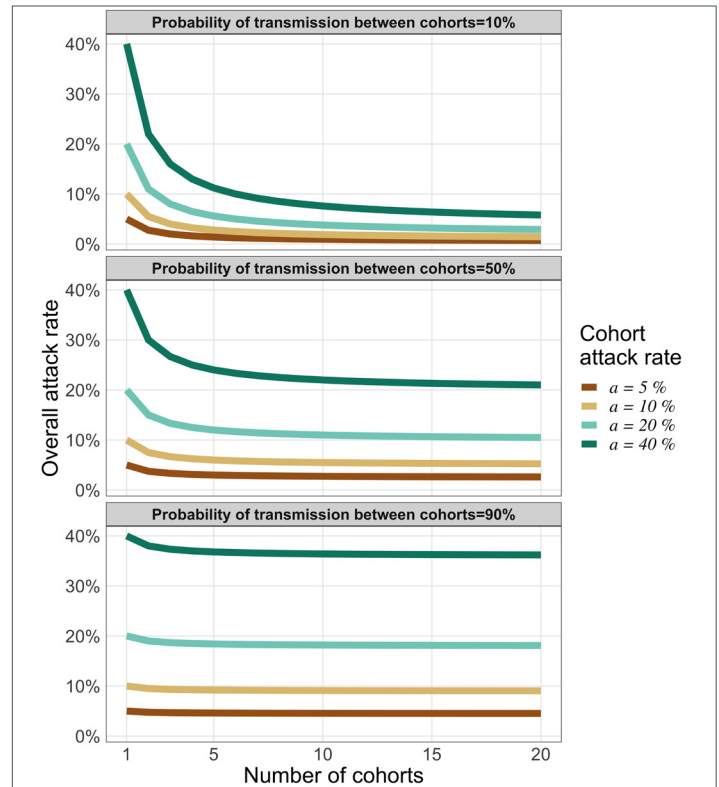 Probability of transmission between cohorts=10%
40%
30%
20%
10%
0%
Probability of transmission between cohorts=50%
40%
30%
20%
10%
0%
Probability of transmission between cohorts=90%
40%
30%
20%
10%
0%
1 5 10 15 20
Number of cohorts
Overall attack rate
Cohort
attack rate
a = 5 %
a = 10 %
a = 20 %
a = 40 %